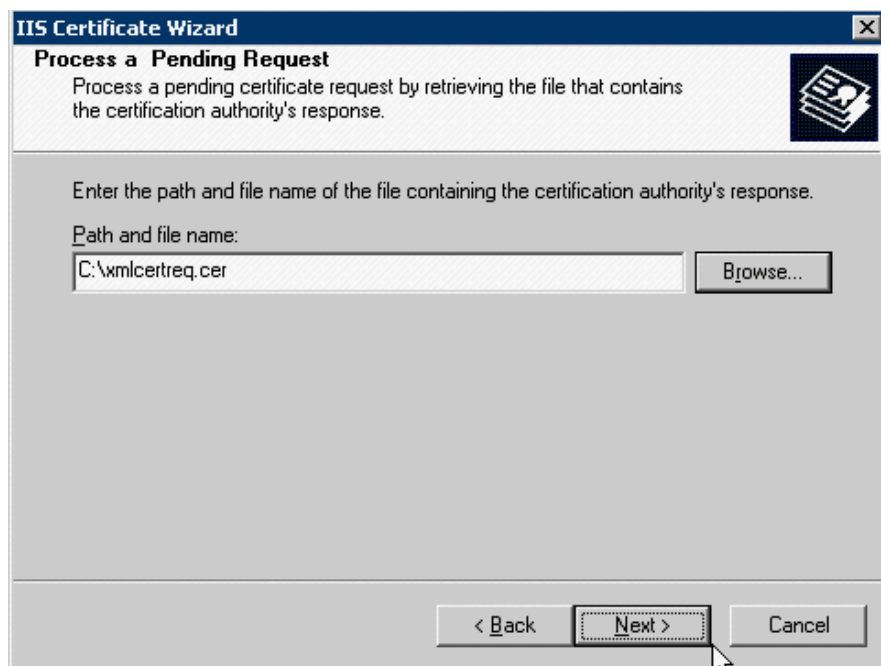 IIS Certificate Wizard
Process a Pending Request
Process a pending certificate request by retrieving the file that contains
the certification authority's response.
Enter the path and file name of the file containing the certification authority's response.
Path and file name:
C:\xmlcertreq.cer
Browse...
< Back
Next >
Cancel